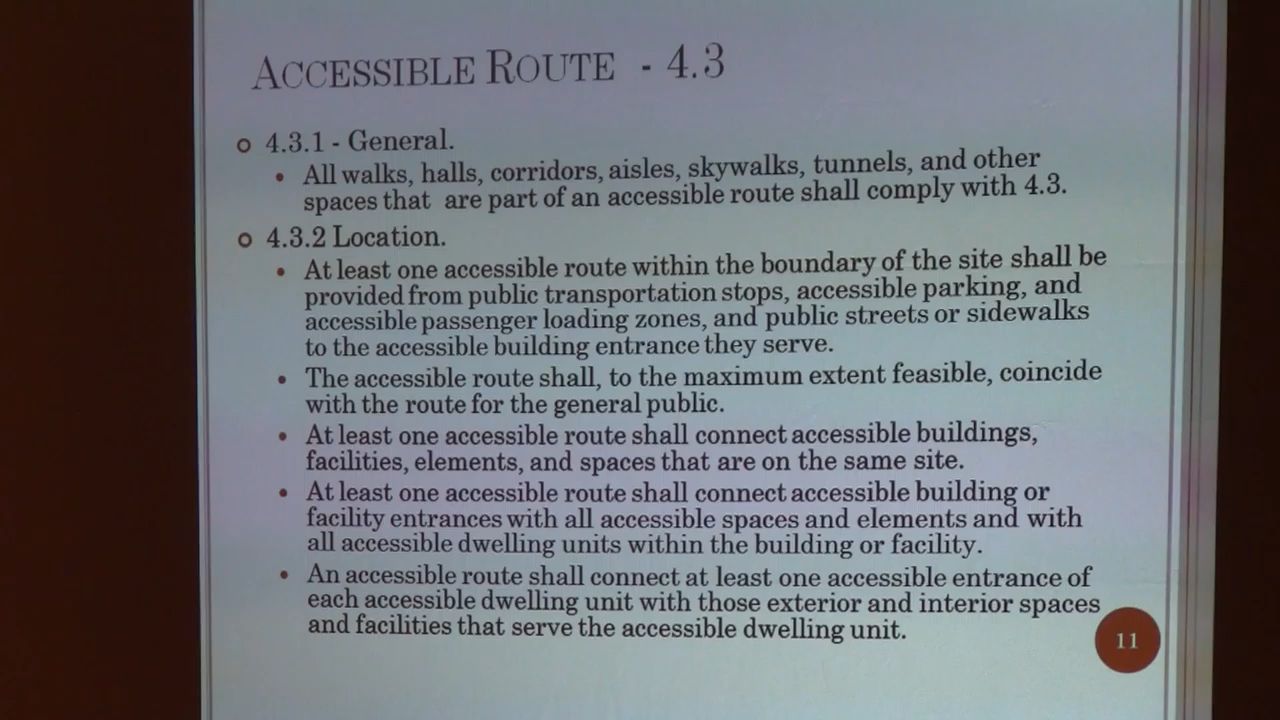 ACCESSIBLE ROUTE - 4.3
4.3.1 - General.
All walks, halls, corridors, aisles, skywalks, tunnels, and other
spaces that are part of an accessible route shall comply with 4.3.
4.3.2 Location.
At least one accessible route within the boundary of the site shall be
provided from public transportation stops, accessible parking, and
accessible passenger loading zones, and public streets or sidewalks
to the accessible building entrance they serve.
The accessible route shall, to the maximum extent feasible, coincide
with the route for the general public.
At least one accessible route shall connect accessible buildings,
facilities, elements, and spaces that are on the same site.
At least one accessible route shall connect accessible building or
facility entrances with all accessible spaces and elements and with
all accessible dwelling units within the building or facility.
An accessible route shall connect at least one accessible entrance of
each accessible dwelling unit with those exterior and interior spaces
and facilities that serve the accessible dwelling unit.
11